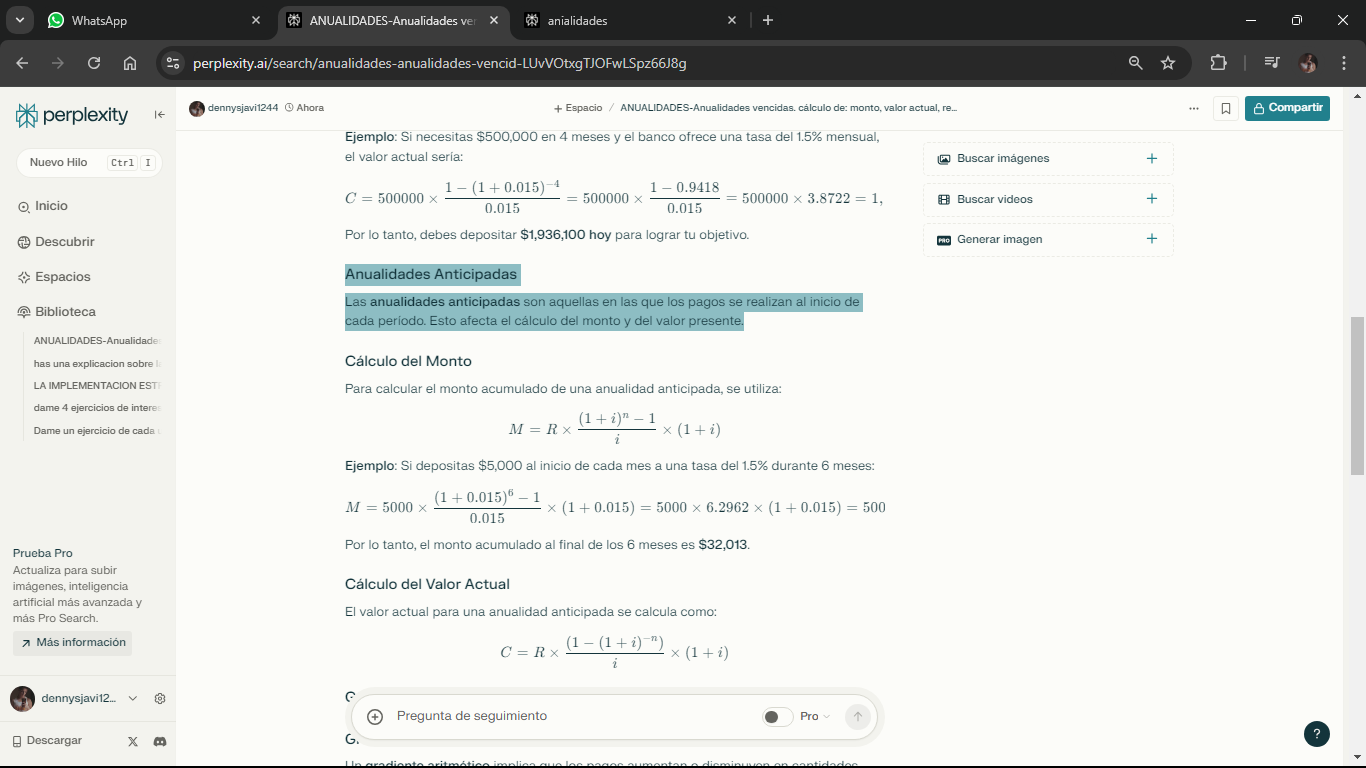 WhatsApp
ANUALIDADES-Anualidades ven
anialidades
perplexity.ai/search/anualidades-anualidades-vencid-LUvVOtxgTJOFwLSpz66J8g
perplexity
Nuevo Hilo Ctrl I
Inicio
Descubrir
Espacios
Biblioteca
ANUALIDADES-Anualidade
has una explicacion sobre l
LA IMPLEMENTACION EST
dame 4 ejercicios de intere
Dame un ejercicio de cada
Prueba Pro
Actualiza para subir
imágenes, inteligencia
artificial más avanzada y
más Pro Search.
Más información
dennysjavi12...
Descargar
dennysjavi1244 Ahora
Espacio / ANUALIDADES-Anualidades vencidas. cálculo de: monto, valor actual, re...
Compartir
Ejemplo: Si necesitas $500,000 en 4 meses y el banco ofrece una tasa del 1.5% mensual,
el valor actual sería:
C = 500000 × (1 − (1 + 0.015)^−4)/0.015 = 500000 × (1 − 0.9418)/0.015 = 500000 × 3.8722 = 1,
Por lo tanto, debes depositar $1,936,100 hoy para lograr tu objetivo.
Anualidades Anticipadas
Las anualidades anticipadas son aquellas en las que los pagos se realizan al inicio de
cada período. Esto afecta el cálculo del monto y del valor presente.
Cálculo del Monto
Para calcular el monto acumulado de una anualidad anticipada, se utiliza:
M = R × ((1 + i)^n − 1)/i × (1 + i)
Ejemplo: Si depositas $5,000 al inicio de cada mes a una tasa del 1.5% durante 6 meses:
M = 5000 × ((1 + 0.015)^6 − 1)/0.015 × (1 + 0.015) = 5000 × 6.2962 × (1 + 0.015) = 500
Por lo tanto, el monto acumulado al final de los 6 meses es $32,013.
Cálculo del Valor Actual
El valor actual para una anualidad anticipada se calcula como:
C = R × (1 − (1 + i)^−n)/i × (1 + i)
Pregunta de seguimiento Pro
Un gradiente aritmético implica que los pagos aumentan o disminuyen en cantidades
Buscar imágenes
Buscar videos
PRO Generar imagen
?